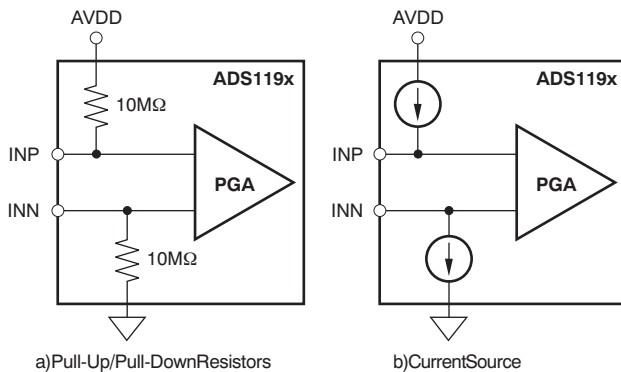 AVDD
ADS119x
10MΩ
INP
PGA
INN
10MΩ
a)Pull-Up/Pull-DownResistors
AVDD
ADS119x
INP
PGA
INN
b)CurrentSource